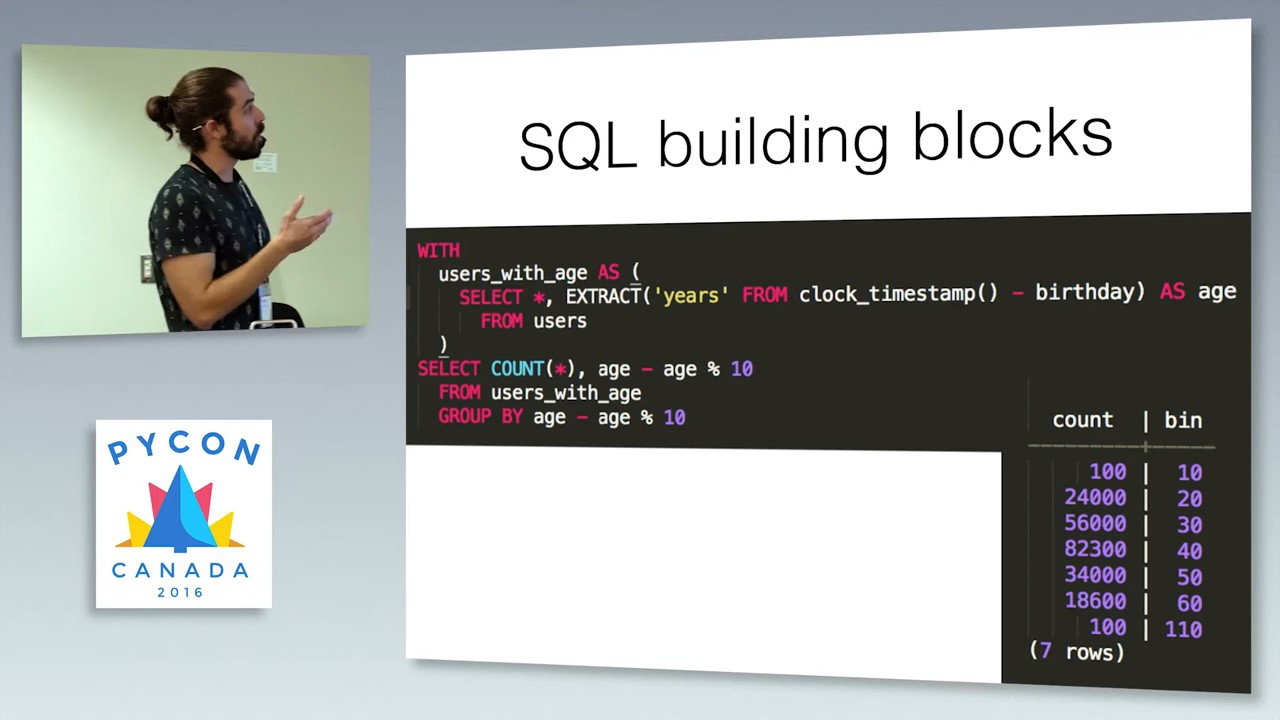 SQL building blocks
WITH
users_with_age AS (
SELECT *, EXTRACT('years' FROM clock_timestamp() - birthday) AS age
FROM users
)
SELECT COUNT(*), age - age % 10
FROM users_with_age
GROUP BY age - age % 10
count | bin
---------+------
100 | 10
24000 | 20
56000 | 30
82300 | 40
34000 | 50
18600 | 60
100 | 110
(7 rows)
PYCON
CANADA
2016